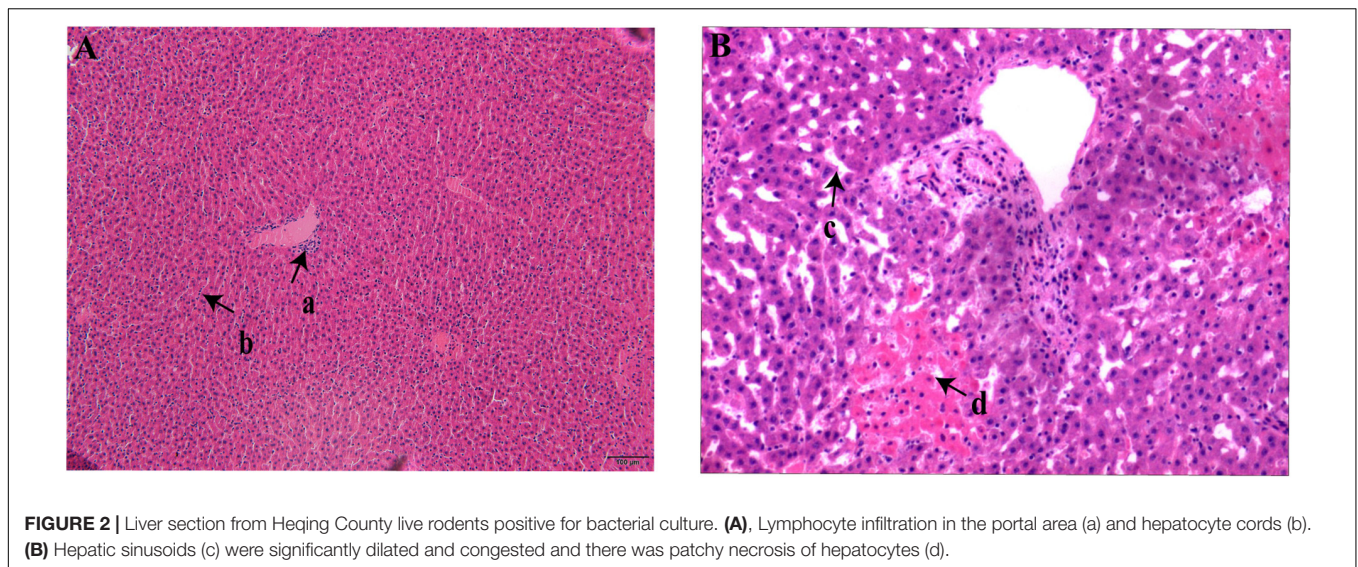 A
a
b
100 µm
B
c
d
FIGURE 2 | Liver section from Heqing County live rodents positive for bacterial culture. (A), Lymphocyte infiltration in the portal area (a) and hepatocyte cords (b).
(B) Hepatic sinusoids (c) were significantly dilated and congested and there was patchy necrosis of hepatocytes (d).